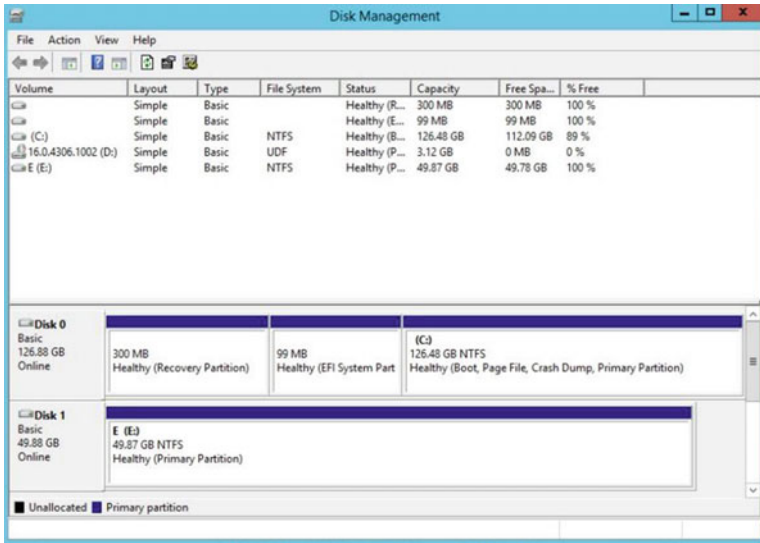 Disk Management
File Action View Help
Volume Layout Type File System Status Capacity Free Spa... % Free
Simple Basic Healthy (R... 300 MB 300 MB 100 %
Simple Basic Healthy (E... 99 MB 99 MB 100 %
(C:) Simple Basic NTFS Healthy (B... 126.48 GB 112.09 GB 89 %
16.0.4306.1002 (D:) Simple Basic UDF Healthy (P... 3.12 GB 0 MB 0 %
E (E:) Simple Basic NTFS Healthy (P... 49.87 GB 49.78 GB 100 %
Disk 0
Basic
126.88 GB
Online
300 MB
Healthy (Recovery Partition)
99 MB
Healthy (EFI System Part
(C:)
126.48 GB NTFS
Healthy (Boot, Page File, Crash Dump, Primary Partition)
Disk 1
Basic
49.88 GB
Online
E (E:)
49.87 GB NTFS
Healthy (Primary Partition)
Unallocated Primary partition